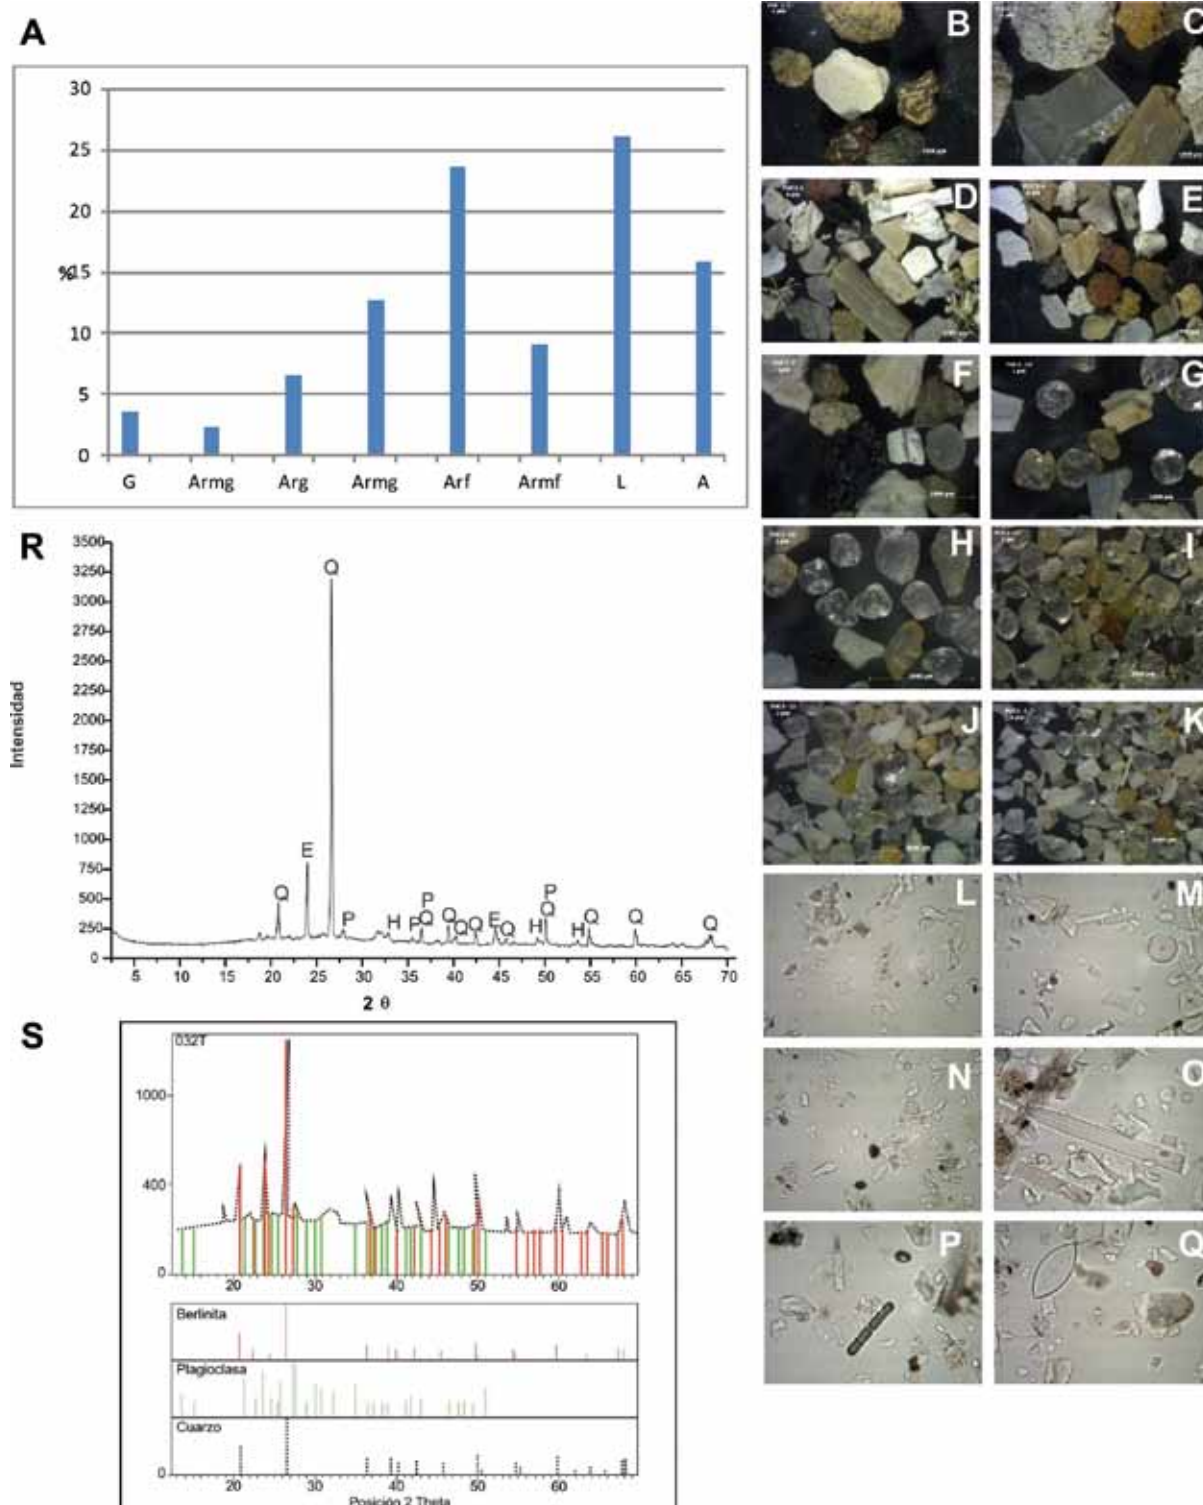 A
30
25
20
%15
10
5
0
G Armg Arg Armg Arf Armf L A
B
C
D
E
F
G
H
I
J
K
L
M
N
O
P
Q
R
3500
3250
3000
2750
2500
2250
2000
1750
1500
1250
1000
750
500
250
0
Intensidad
Q
E
Q
P
H
P
P
Q
Q
Q
Q
E
Q
H
P
Q
H
Q
Q
Q
5 10 15 20 25 30 35 40 45 50 55 60 65 70
2 θ
S
032T
1000
400
0
20 30 40 50 60
Berlinita
Plagioclasa
Cuarzo
0
20 30 40 50 60
Posición 2 Theta